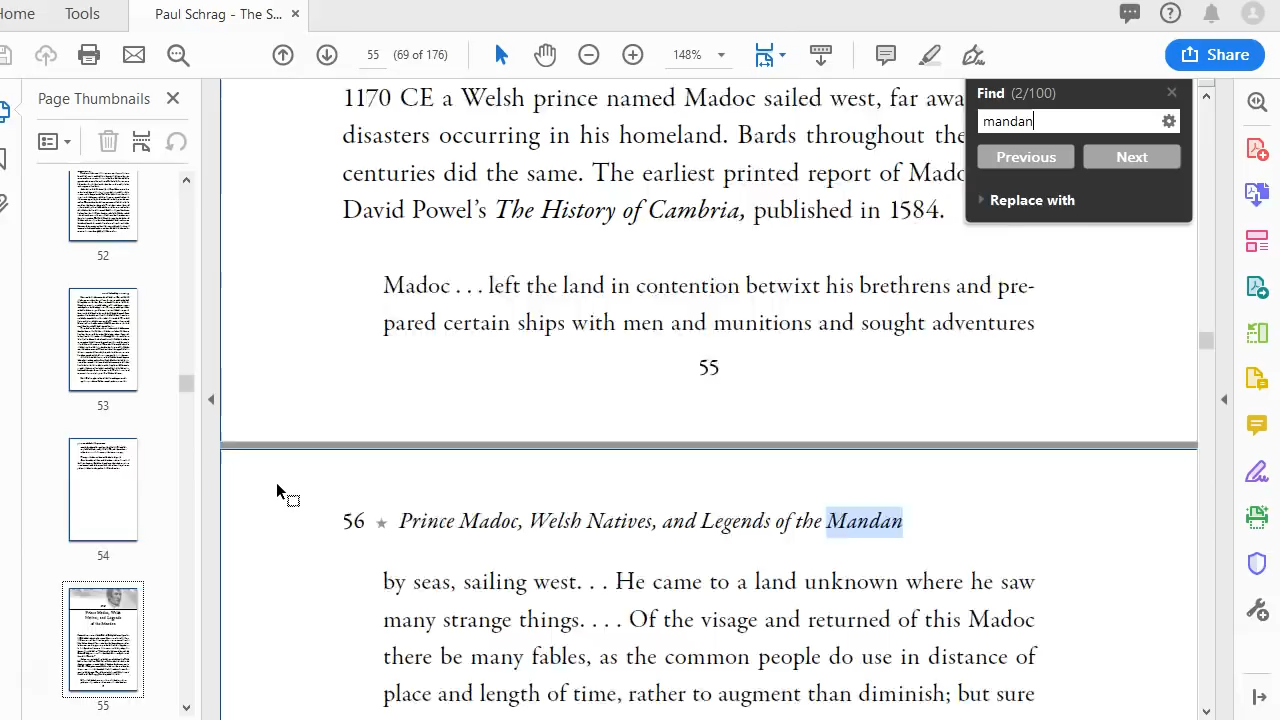 Home Tools Paul Schrag - The S... ×
55 (69 of 176) 148% Share
Page Thumbnails
52
53
54
55
Find (2/100)
mandan
Previous Next
Replace with
1170 CE a Welsh prince named Madoc sailed west, far awa
disasters occurring in his homeland. Bards throughout the
centuries did the same. The earliest printed report of Mado
David Powel's The History of Cambria, published in 1584.
Madoc . . . left the land in contention betwixt his brethrens and pre-
pared certain ships with men and munitions and sought adventures
55
56 ★ Prince Madoc, Welsh Natives, and Legends of the Mandan
by seas, sailing west. . . He came to a land unknown where he saw
many strange things. . . . Of the visage and returned of this Madoc
there be many fables, as the common people do use in distance of
place and length of time, rather to augment than diminish; but sure